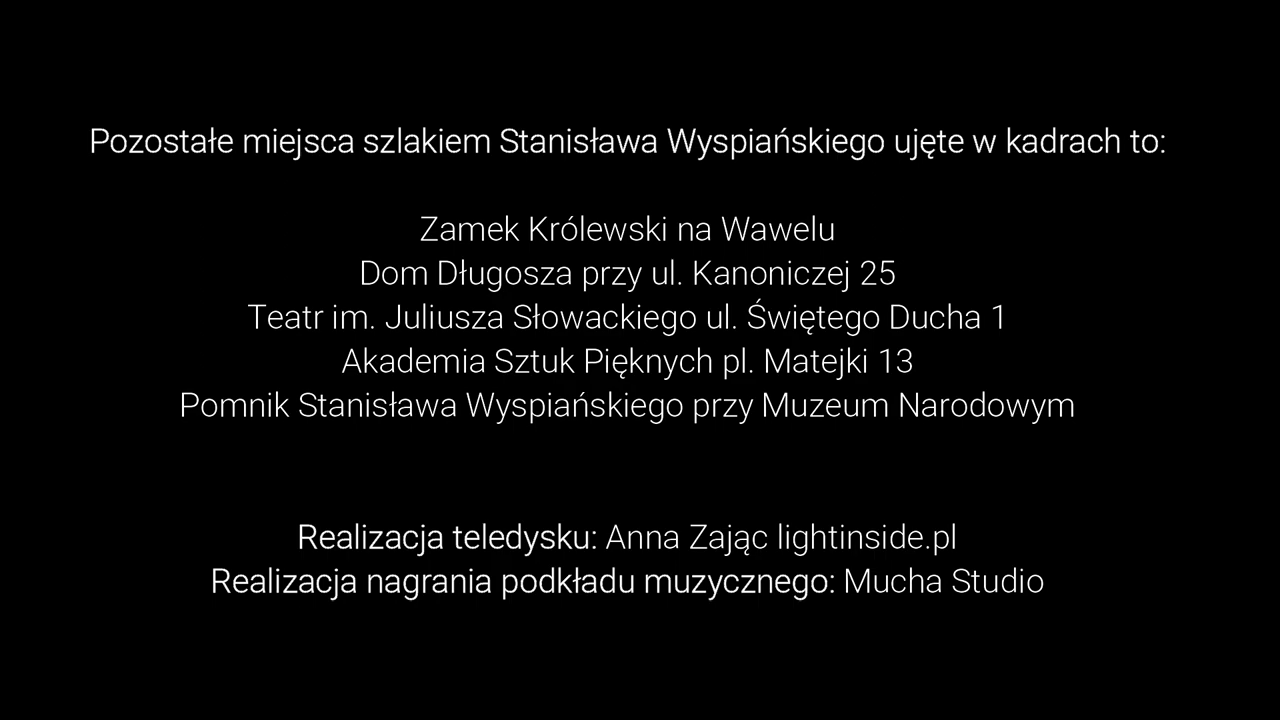 Pozostałe miejsca szlakiem Stanisława Wyspiańskiego ujęte w kadrach to:
Zamek Królewski na Wawelu
Dom Długosza przy ul. Kanoniczej 25
Teatr im. Juliusza Słowackiego ul. Świętego Ducha 1
Akademia Sztuk Pięknych pl. Matejki 13
Pomnik Stanisława Wyspiańskiego przy Muzeum Narodowym
Realizacja teledysku: Anna Zając lightinside.pl
Realizacja nagrania podkładu muzycznego: Mucha Studio